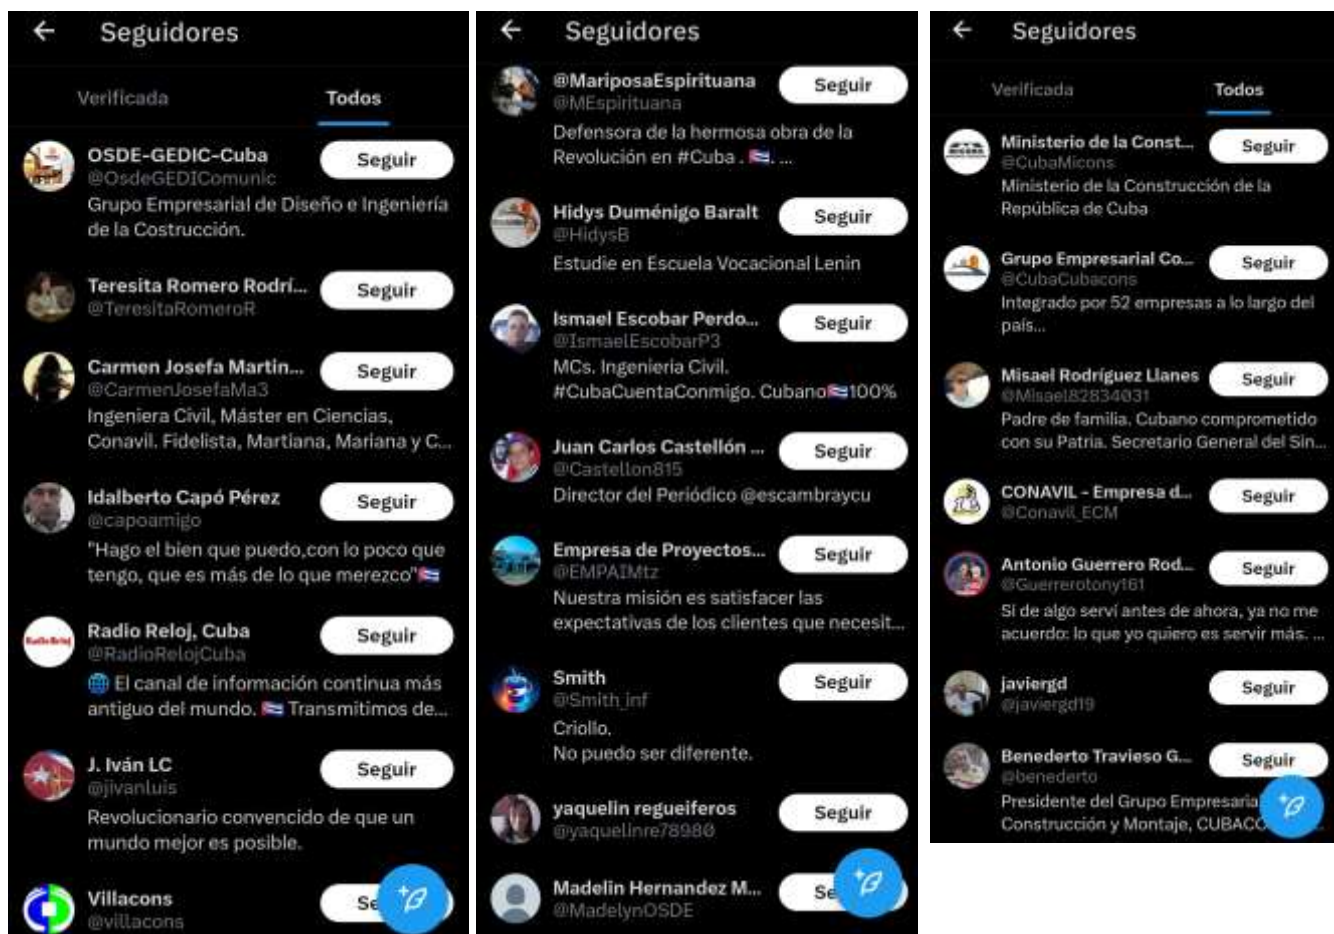 Seguidores
Verificada
Todos
OSDE-GEDIC-Cuba
Seguir
@OsdeGEDIComunic
Grupo Empresarial de Diseño e Ingeniería
de la Costrucción.
Teresita Romero Rodrí...
Seguir
@TeresitaRomeroR
Carmen Josefa Martin...
Seguir
@CarmenJosefaMa3
Ingeniera Civil, Máster en Ciencias,
Conavil. Fidelista, Martiana, Mariana y C...
Idalberto Capó Pérez
Seguir
@capoamigo
"Hago el bien que puedo,con lo poco que
tengo, que es más de lo que merezco"🇨🇺
Radio Reloj
Radio Reloj, Cuba
Seguir
@RadioRelojCuba
🌐 El canal de información continua más
antiguo del mundo. 🇨🇺 Transmitimos de...
J. Iván LC
Seguir
@jivanluis
Revolucionario convencido de que un
mundo mejor es posible.
Villacons
Se
@villacons
Seguidores
@MariposaEspirituana
Seguir
@MEspirituana
Defensora de la hermosa obra de la
Revolución en #Cuba . 🇨🇺. ...
Hidys Duménigo Baralt
Seguir
@HidysB
Estudie en Escuela Vocacional Lenin
Ismael Escobar Perdo...
Seguir
@IsmaelEscobarP3
MCs. Ingenieria Civil.
#CubaCuentaConmigo. Cubano🇨🇺100%
Juan Carlos Castellón ...
Seguir
@Castellon815
Director del Periódico @escambraycu
Empresa de Proyectos...
Seguir
@EMPAIMtz
Nuestra misión es satisfacer las
expectativas de los clientes que necesit...
Smith
Seguir
@Smith_inf
Criollo.
No puedo ser diferente.
yaquelin regueiferos
Seguir
@yaquelinre78980
Madelin Hernandez M...
Se
@MadelynOSDE
Seguidores
Verificada
Todos
Ministerio de la Const...
Seguir
@CubaMicons
Ministerio de la Construcción de la
República de Cuba
Grupo Empresarial Co...
Seguir
@CubaCubacons
Integrado por 52 empresas a lo largo del
país...
Misael Rodríguez Llanes
Seguir
@Misael82834031
Padre de familia. Cubano comprometido
con su Patria. Secretario General del Sin...
CONAVIL - Empresa d...
Seguir
@Conavil_ECM
Antonio Guerrero Rod...
Seguir
@Guerrerotony161
Si de algo serví antes de ahora, ya no me
acuerdo: lo que yo quiero es servir más. ...
javiergd
Seguir
@javiergd19
Benederto Travieso G...
Seguir
@benederto
Presidente del Grupo Empresaria
Construcción y Montaje, CUBACO